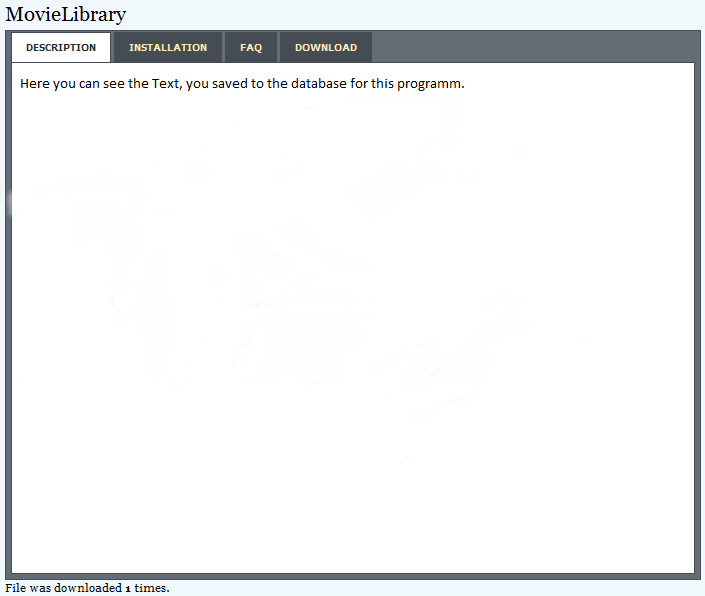 MovieLibrary
DESCRIPTION INSTALLATION FAQ DOWNLOAD
Here you can see the Text, you saved to the database for this programm.
File was downloaded 1 times.